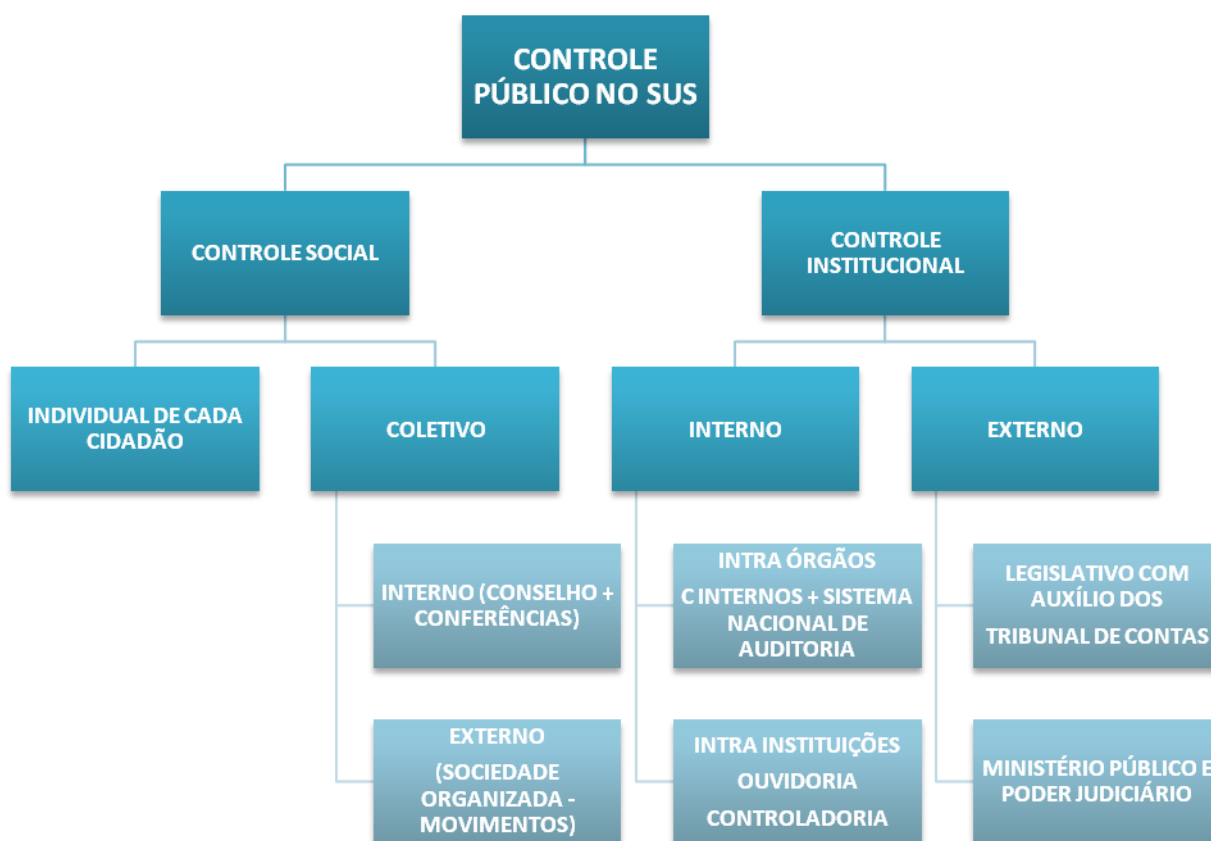 CONTROLE
PÚBLICO NO SUS
CONTROLE SOCIAL
CONTROLE
INSTITUCIONAL
INDIVIDUAL DE CADA
CIDADÃO
COLETIVO
INTERNO
EXTERNO
INTERNO (CONSELHO +
CONFERÊNCIAS)
EXTERNO
(SOCIEDADE
ORGANIZADA -
MOVIMENTOS)
INTRA ÓRGÃOS
C INTERNOS + SISTEMA
NACIONAL DE
AUDITORIA
INTRA INSTITUIÇÕES
OUVIDORIA
CONTROLADORIA
LEGISLATIVO COM
AUXÍLIO DOS
TRIBUNAL DE CONTAS
MINISTÉRIO PÚBLICO E
PODER JUDICIÁRIO